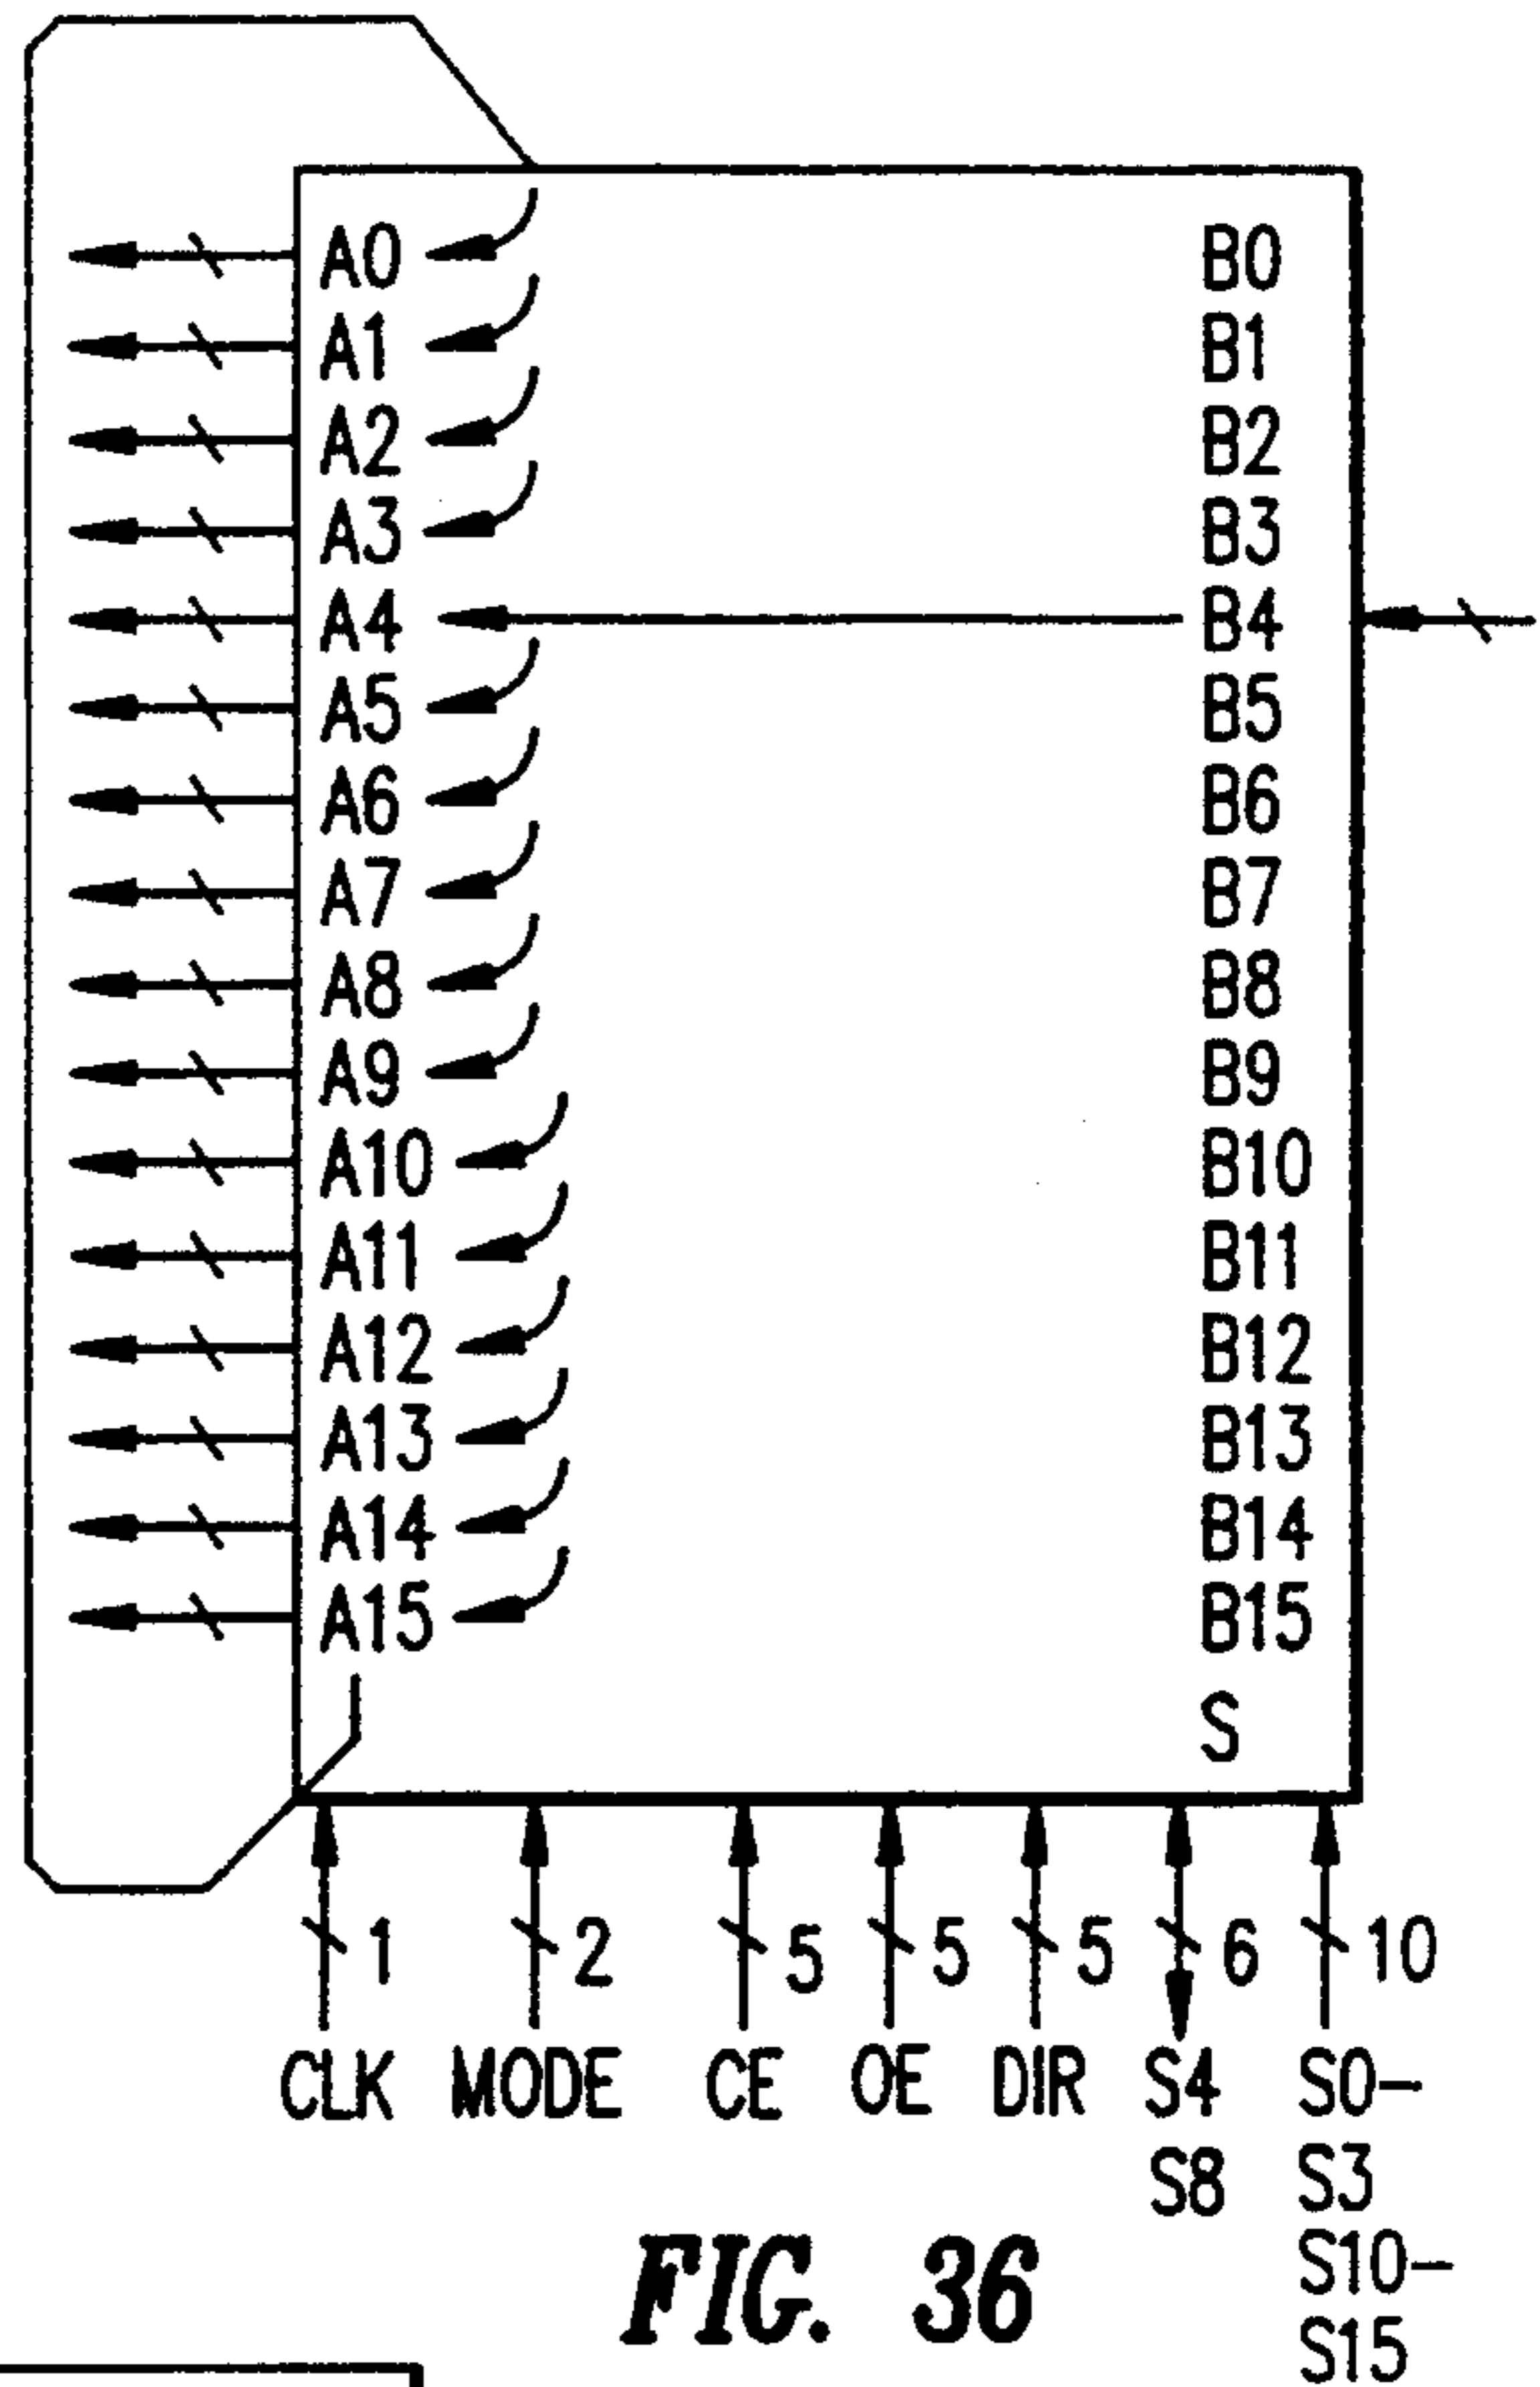 A0 B0
A1 B1
A2 B2
A3 B3
A4 B4
A5 B5
A6 B6
A7 B7
A8 B8
A9 B9
A10 B10
A11 B11
A12 B12
A13 B13
A14 B14
A15 B15
S
1 2 5 5 5 6 10
CLK MODE CE OE DIR S4 S0-
S8 S3
S10-
S15
FIG. 36